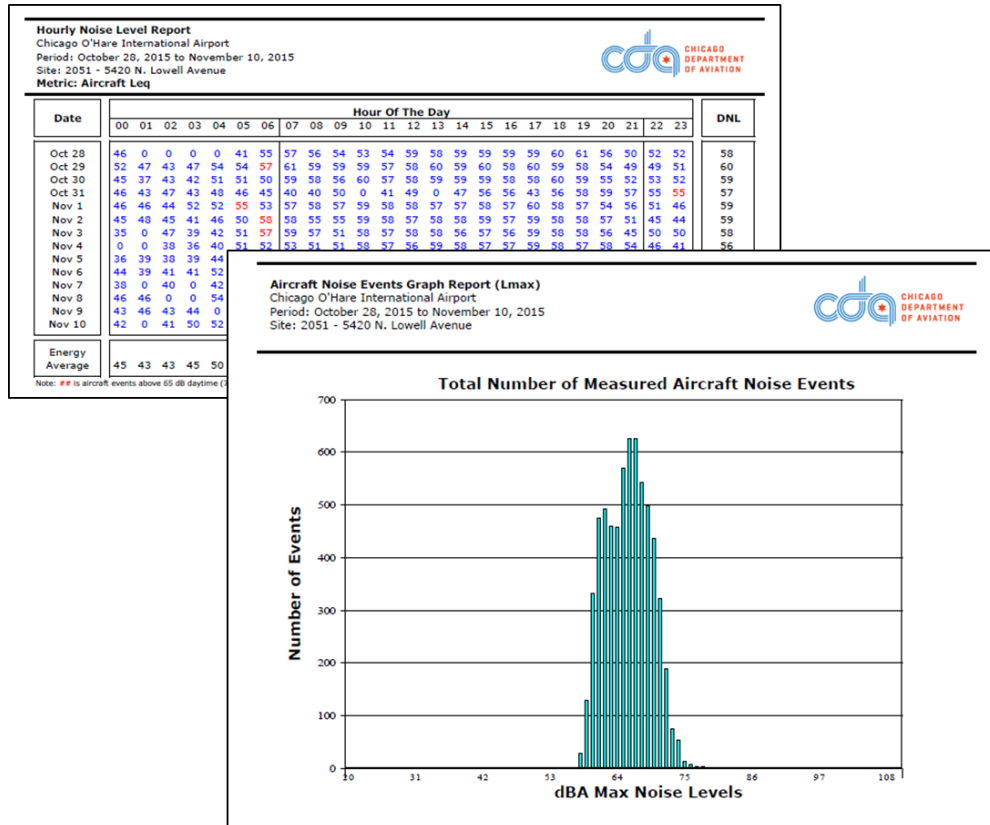 Hourly Noise Level Report
Chicago O'Hare International Airport
Period: October 28, 2015 to November 10, 2015
Site: 2051 - 5420 N. Lowell Avenue
Metric: Aircraft Leq
cda CHICAGO
DEPARTMENT
OF AVIATION
Date Hour Of The Day DNL
00 01 02 03 04 05 06 07 08 09 10 11 12 13 14 15 16 17 18 19 20 21 22 23
Oct 28 46 0 0 0 0 41 55 57 56 54 53 54 59 58 59 59 59 59 60 61 56 50 52 52 58
Oct 29 52 47 43 47 54 54 57 61 59 59 59 57 58 60 59 60 58 60 59 58 54 49 49 51 60
Oct 30 45 37 43 42 51 51 50 59 58 56 60 57 58 59 59 59 58 58 60 59 55 52 53 52 59
Oct 31 46 43 47 43 48 46 45 40 40 50 0 41 49 0 47 56 56 43 56 58 59 57 55 55 57
Nov 1 46 46 44 52 52 55 53 57 58 57 59 58 58 57 57 58 57 60 58 57 54 56 51 46 59
Nov 2 45 48 45 41 46 50 58 58 55 55 59 58 57 58 58 59 57 59 58 58 57 51 45 44 59
Nov 3 35 0 47 39 42 51 57 59 57 51 58 57 58 58 56 57 56 59 58 58 56 45 50 50 58
Nov 4 0 0 38 36 40 51 52 53 51 51 58 57 56 59 58 57 57 59 58 57 58 54 46 41 56
Nov 5 36 39 38 39 44
Nov 6 44 39 41 41 52
Nov 7 38 0 40 0 42
Nov 8 46 46 0 0 54
Nov 9 43 46 43 44 0
Nov 10 42 0 41 50 52
Energy
Average 45 43 43 45 50
Note: ## is aircraft events above 65 dB daytime (7
Aircraft Noise Events Graph Report (Lmax)
Chicago O'Hare International Airport
Period: October 28, 2015 to November 10, 2015
Site: 2051 - 5420 N. Lowell Avenue
cda CHICAGO
DEPARTMENT
OF AVIATION
Total Number of Measured Aircraft Noise Events
Number of Events
700
600
500
400
300
200
100
0
20 31 42 53 64 75 86 97 108
dBA Max Noise Levels